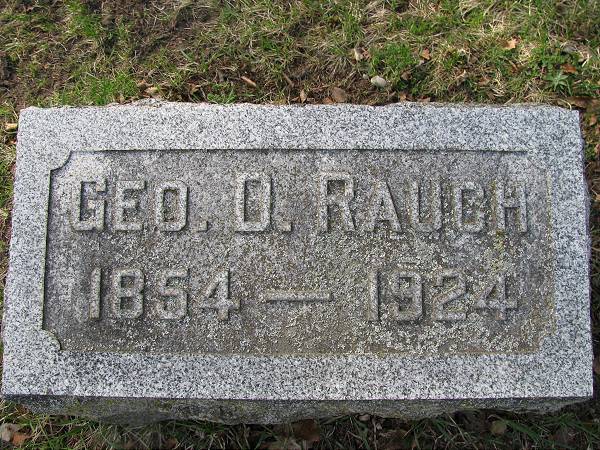 GEO. D. RAUCH
1854 — 1924